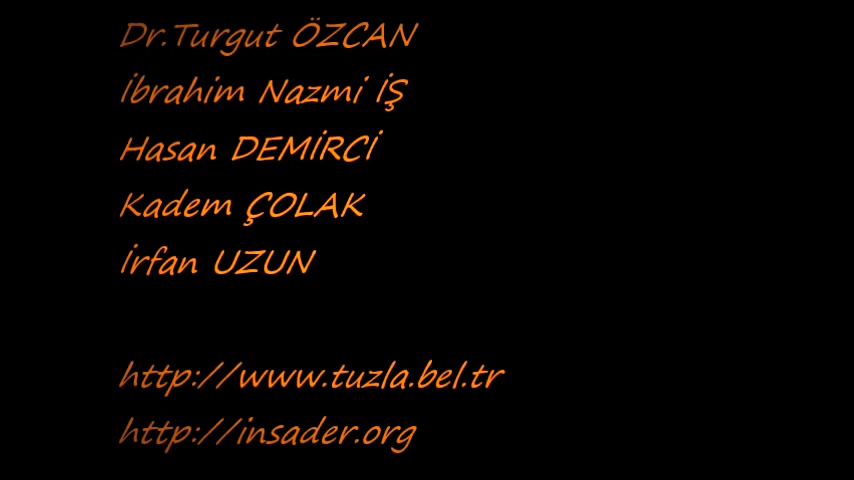 Dr.Turgut ÖZCAN
İbrahim Nazmi İŞ
Hasan DEMİRCİ
Kadem ÇOLAK
İrfan UZUN
http://www.tuzla.bel.tr
http://insader.org